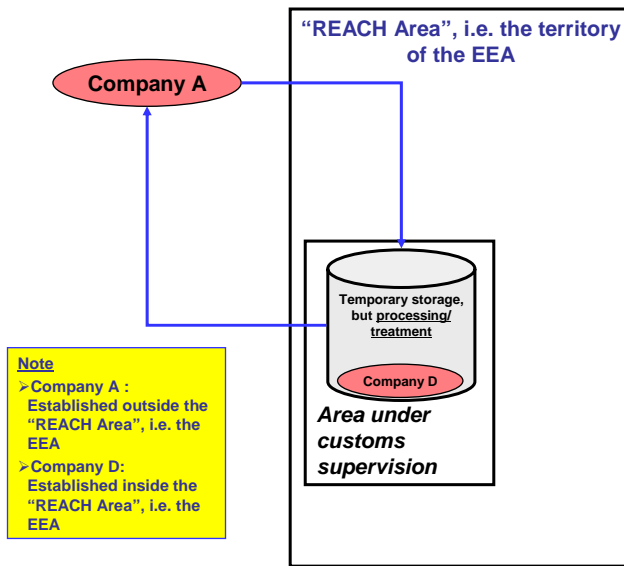 “REACH Area”, i.e. the territory
of the EEA
Company A
Temporary storage,
but processing/
treatment
Company D
Area under
customs
supervision
Note
➢Company A :
Established outside the
“REACH Area”, i.e. the
EEA
➢Company D:
Established inside the
“REACH Area”, i.e. the
EEA